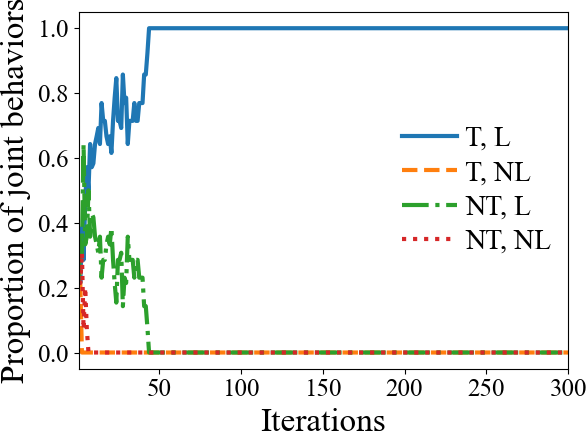 Proportion of joint behaviors
1.0
0.8
0.6
0.4
0.2
0.0
T, L
T, NL
NT, L
NT, NL
50 100 150 200 250 300
Iterations